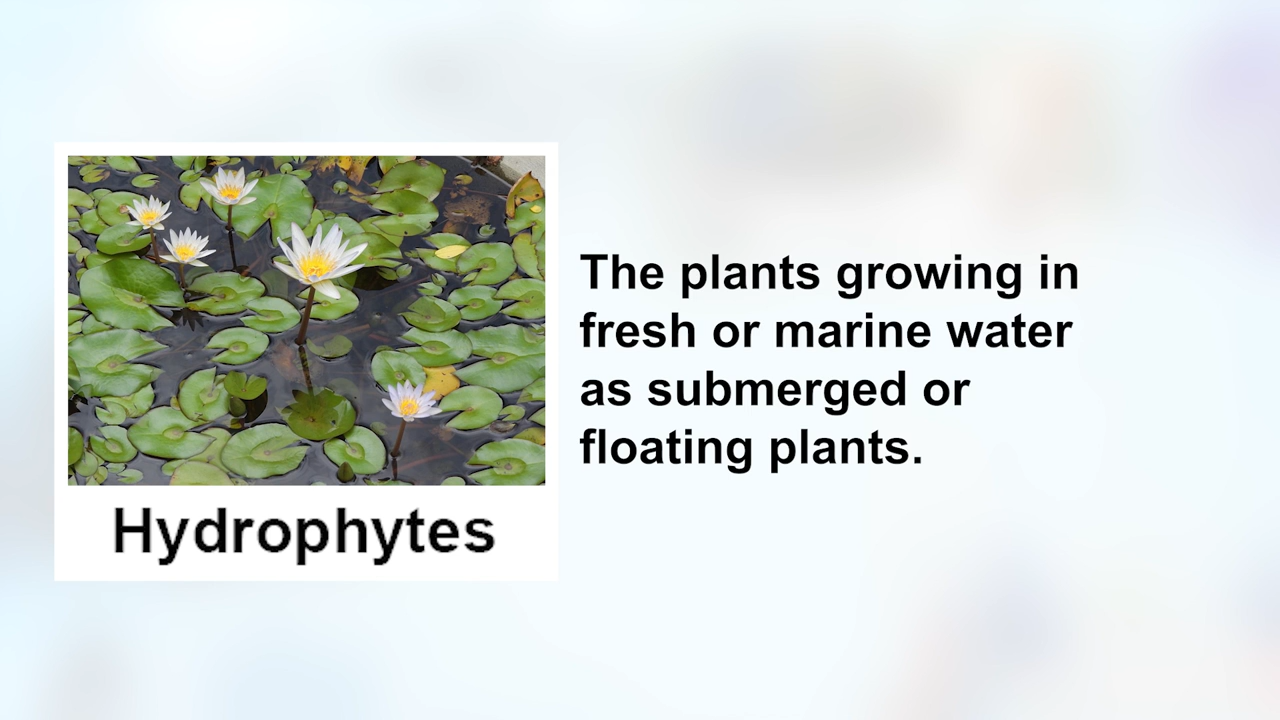 Hydrophytes
The plants growing in
fresh or marine water
as submerged or
floating plants.